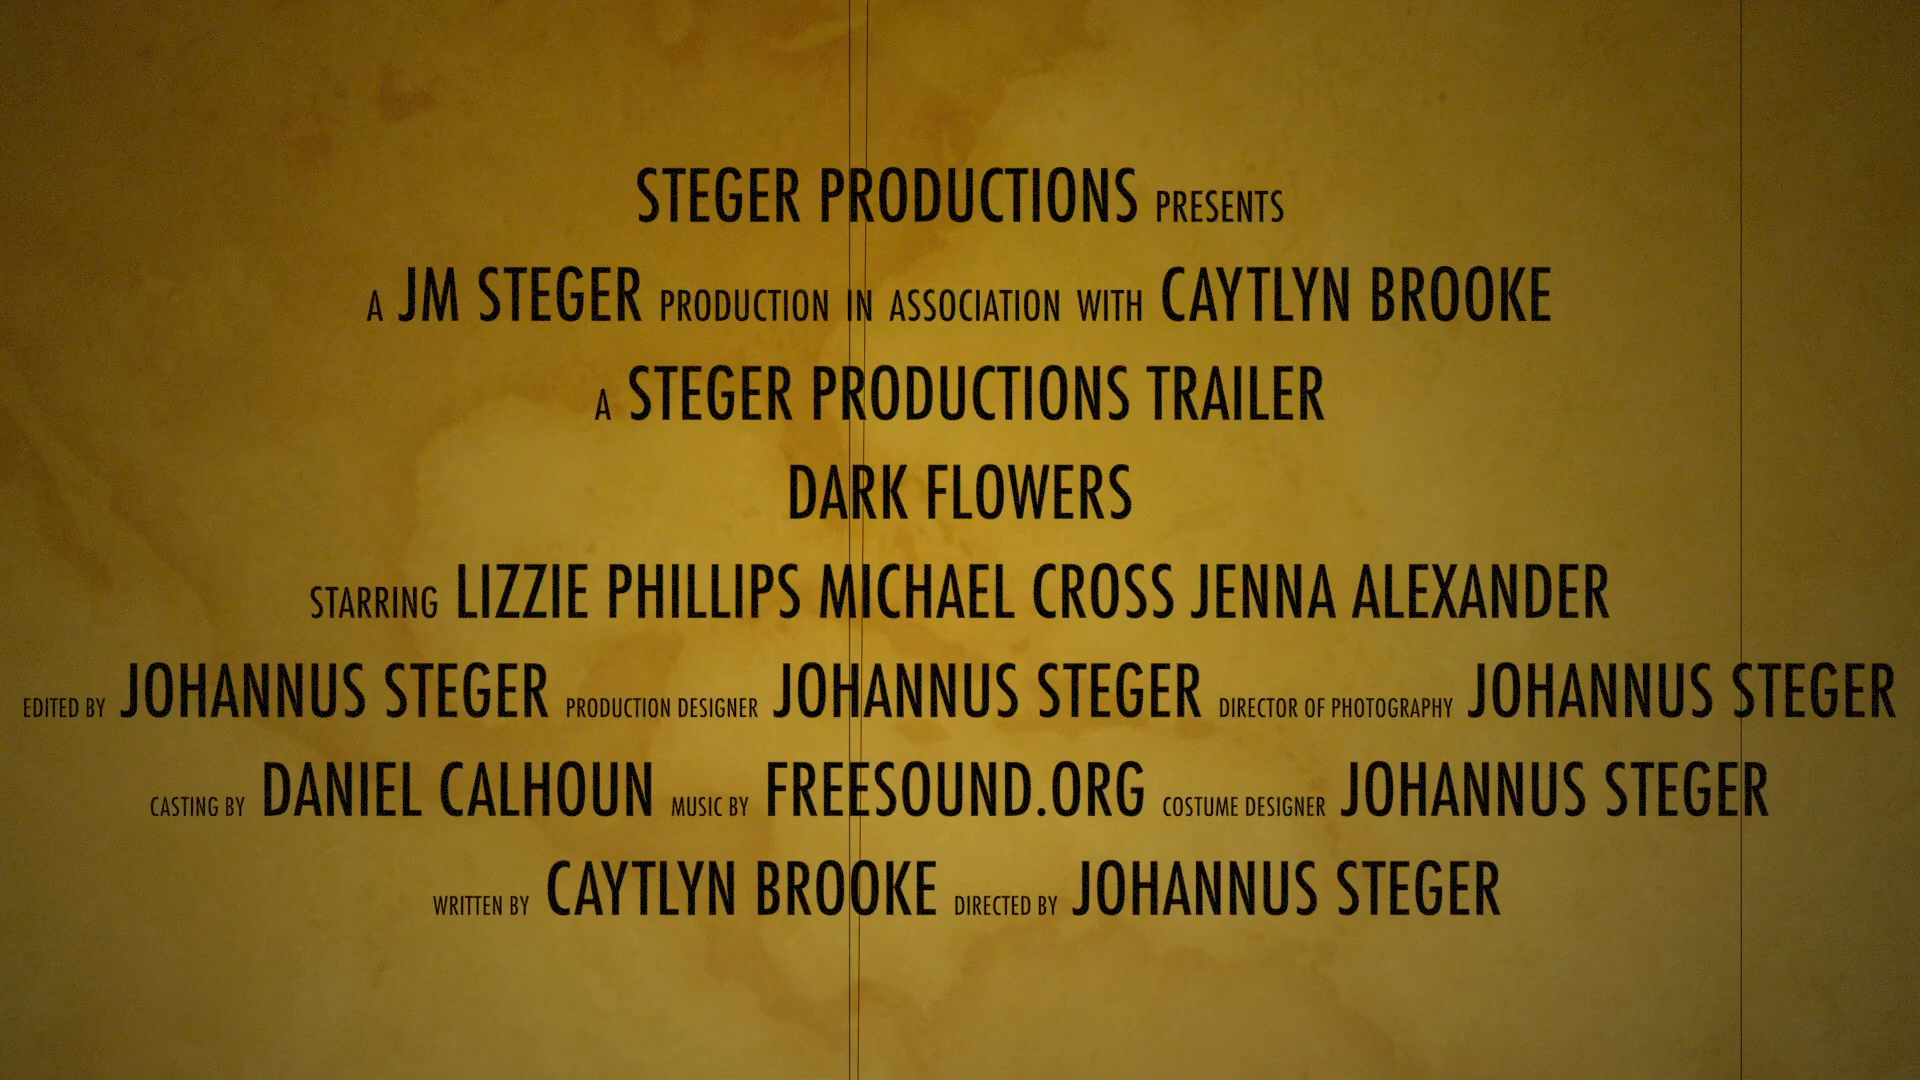 STEGER PRODUCTIONS PRESENTS
A JM STEGER PRODUCTION IN ASSOCIATION WITH CAYTLYN BROOKE
A STEGER PRODUCTIONS TRAILER
DARK FLOWERS
STARRING LIZZIE PHILLIPS MICHAEL CROSS JENNA ALEXANDER
EDITED BY JOHANNUS STEGER PRODUCTION DESIGNER JOHANNUS STEGER DIRECTOR OF PHOTOGRAPHY JOHANNUS STEGER
CASTING BY DANIEL CALHOUN MUSIC BY FREESOUND.ORG COSTUME DESIGNER JOHANNUS STEGER
WRITTEN BY CAYTLYN BROOKE DIRECTED BY JOHANNUS STEGER